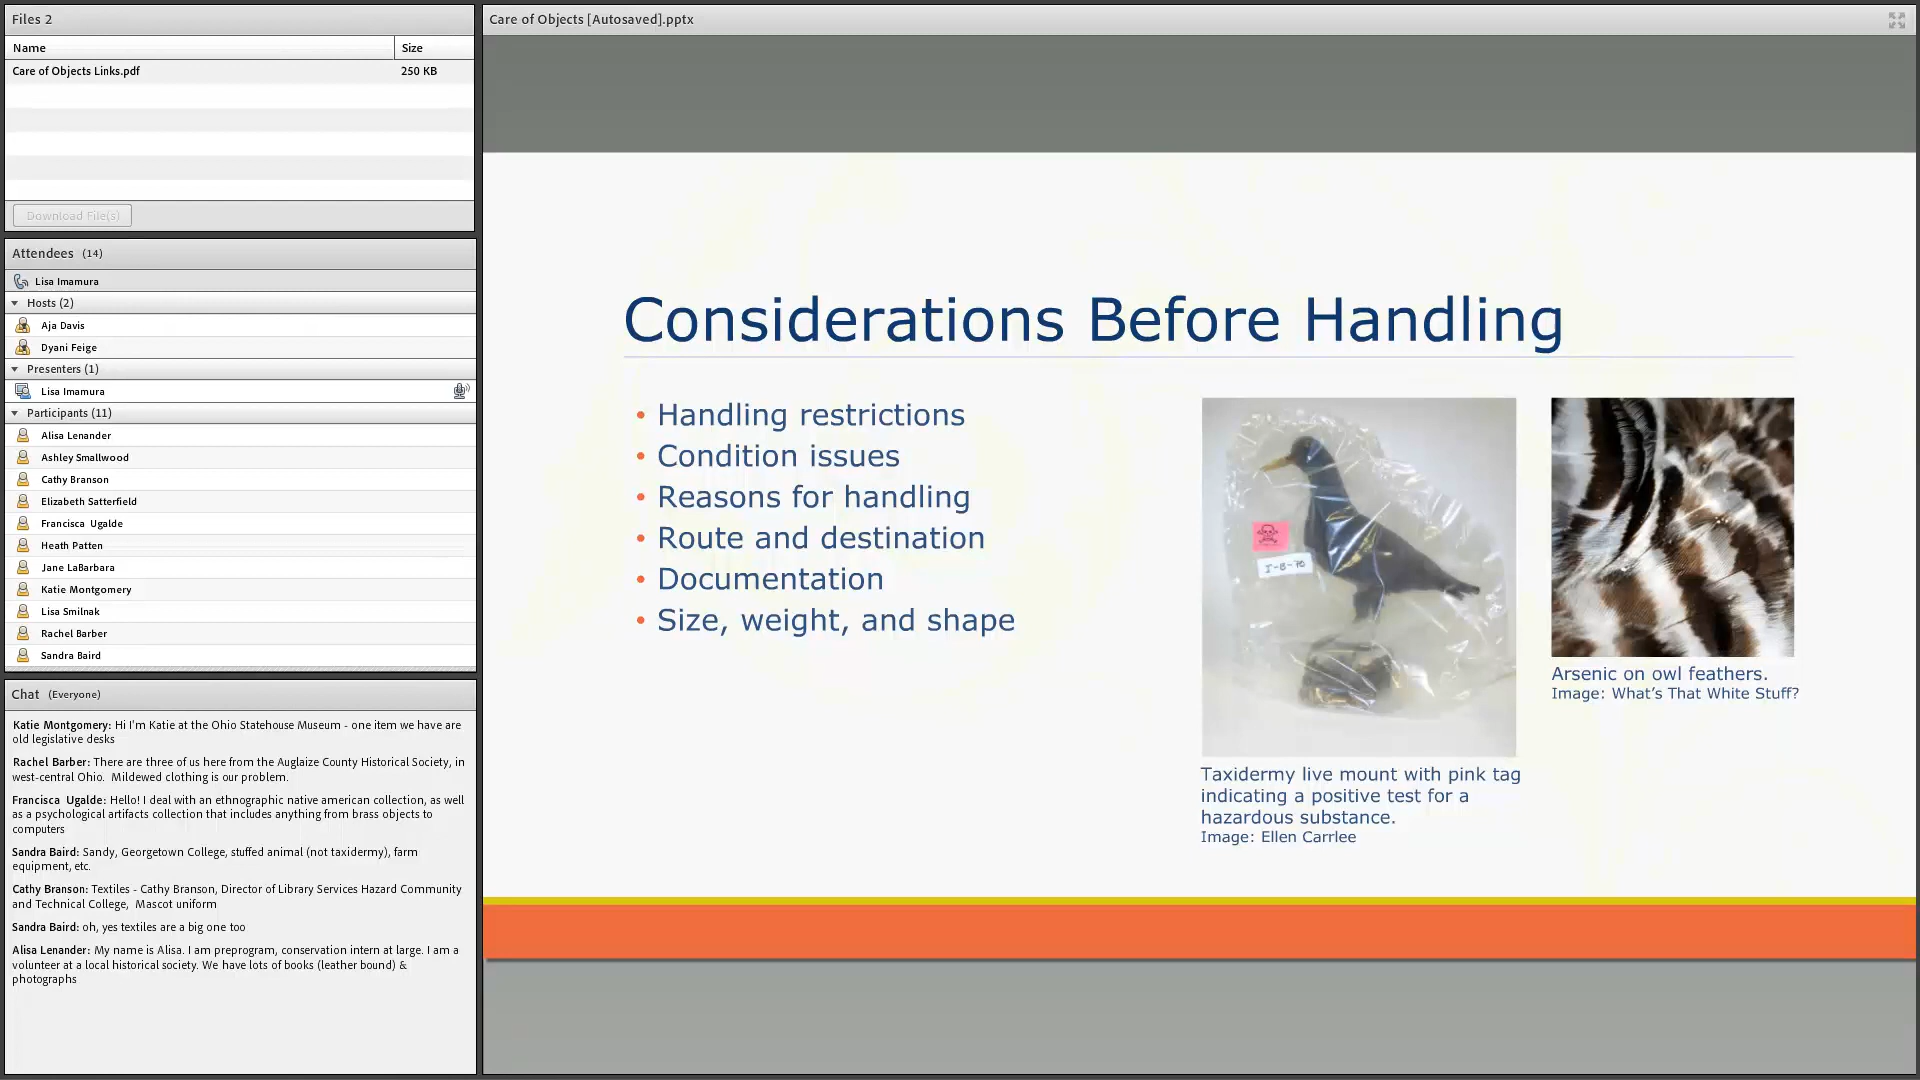 Files 2
Name Size
Care of Objects Links.pdf 250 KB
Download File(s)
Attendees (14)
Lisa Imamura
Hosts (2)
Aja Davis
Dyani Feige
Presenters (1)
Lisa Imamura
Participants (11)
Alisa Lenander
Ashley Smallwood
Cathy Branson
Elizabeth Satterfield
Francisca Ugalde
Heath Patten
Jane LaBarbara
Katie Montgomery
Lisa Smilnak
Rachel Barber
Sandra Baird
Chat (Everyone)
Katie Montgomery: Hi I'm Katie at the Ohio Statehouse Museum - one item we have are
old legislative desks
Rachel Barber: There are three of us here from the Auglaize County Historical Society, in
west-central Ohio. Mildewed clothing is our problem.
Francisca Ugalde: Hello! I deal with an ethnographic native american collection, as well
as a psychological artifacts collection that includes anything from brass objects to
computers
Sandra Baird: Sandy, Georgetown College, stuffed animal (not taxidermy), farm
equipment, etc.
Cathy Branson: Textiles - Cathy Branson, Director of Library Services Hazard Community
and Technical College, Mascot uniform
Sandra Baird: oh, yes textiles are a big one too
Alisa Lenander: My name is Alisa. I am preprogram, conservation intern at large. I am a
volunteer at a local historical society. We have lots of books (leather bound) &
photographs
Care of Objects [Autosaved].pptx
Considerations Before Handling
• Handling restrictions
• Condition issues
• Reasons for handling
• Route and destination
• Documentation
• Size, weight, and shape
I-B-70
Taxidermy live mount with pink tag
indicating a positive test for a
hazardous substance.
Image: Ellen Carrlee
Arsenic on owl feathers.
Image: What's That White Stuff?